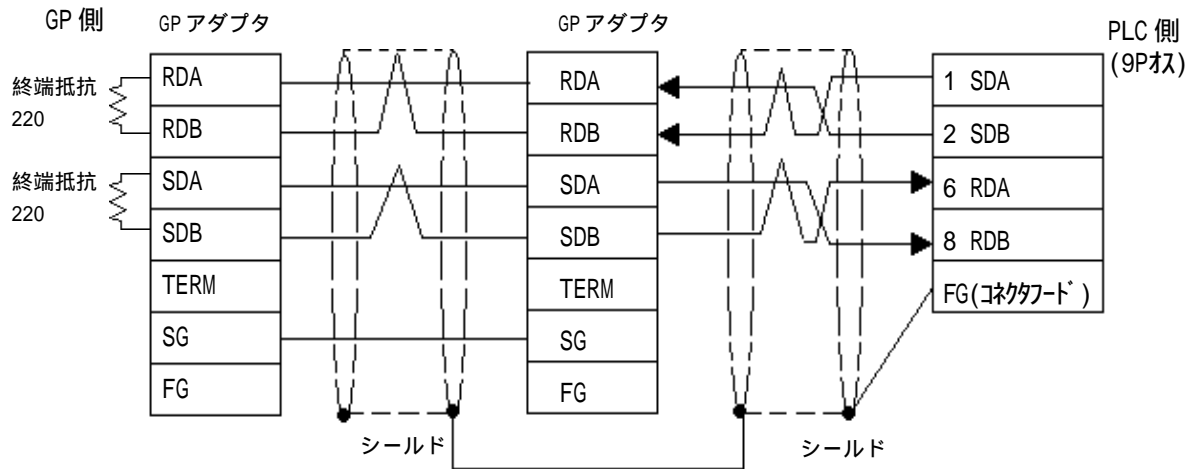 GP 側
GP アダプタ
GP アダプタ
PLC 側
(9Pオス)
終端抵抗
220
終端抵抗
220
RDA
RDB
SDA
SDB
TERM
SG
FG
RDA
RDB
SDA
SDB
TERM
SG
FG
1 SDA
2 SDB
6 RDA
8 RDB
FG(コネクタフード)
シールド
シールド